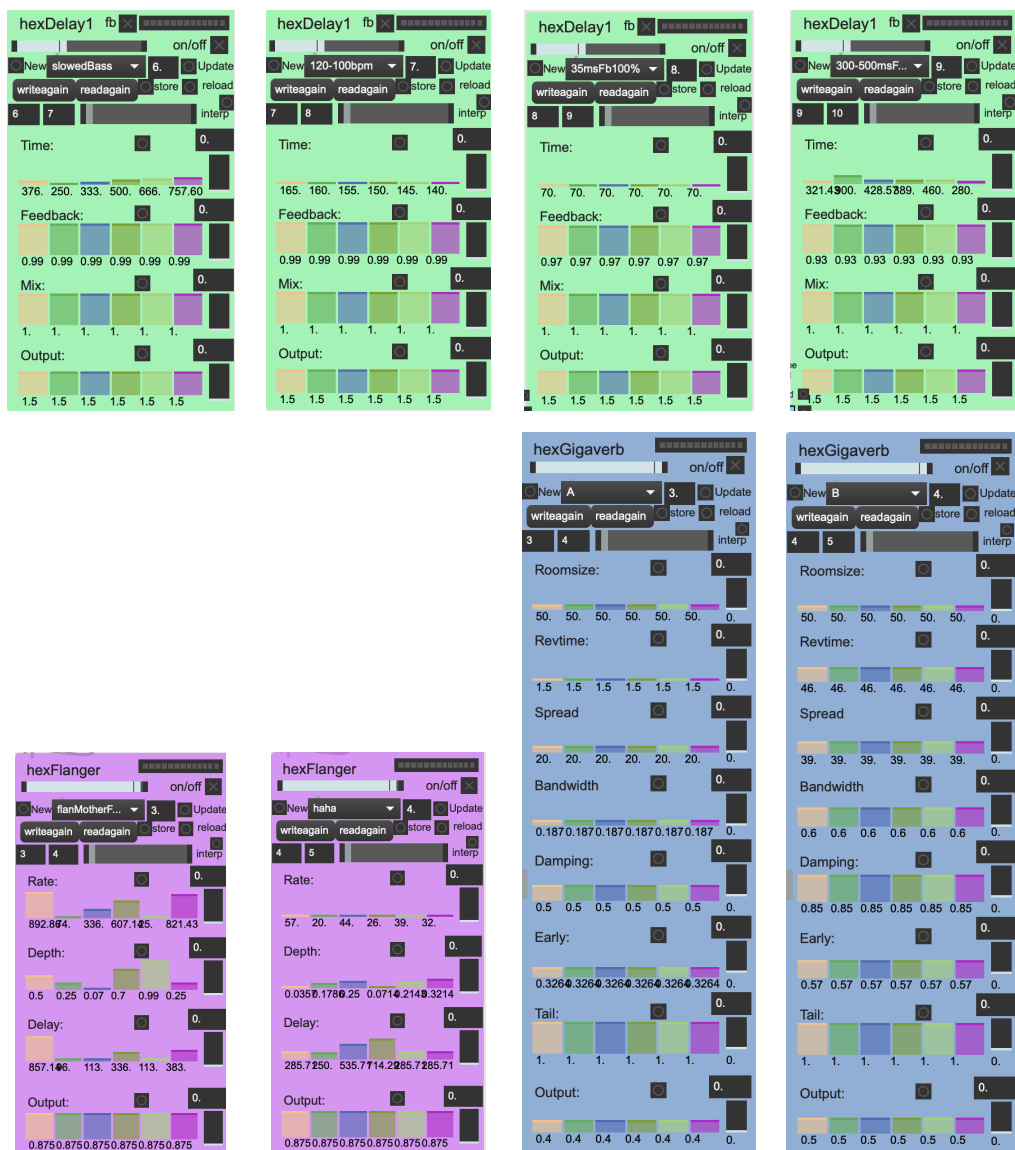 hexDelay1 fb
on/off
New slowedBass 6. Update
writeagain readagain store reload
6 7 interp
Time: 0.
376. 250. 333. 500. 666. 757.60
Feedback: 0.
0.99 0.99 0.99 0.99 0.99 0.99
Mix: 0.
1. 1. 1. 1. 1. 1.
Output: 0.
1.5 1.5 1.5 1.5 1.5 1.5
hexDelay1 fb
on/off
New 120-100bpm 7. Update
writeagain readagain store reload
7 8 interp
Time: 0.
165. 160. 155. 150. 145. 140.
Feedback: 0.
0.99 0.99 0.99 0.99 0.99 0.99
Mix: 0.
1. 1. 1. 1. 1. 1.
Output: 0.
1.5 1.5 1.5 1.5 1.5 1.5
hexDelay1 fb
on/off
New 35msFb100% 8. Update
writeagain readagain store reload
8 9 interp
Time: 0.
70. 70. 70. 70. 70. 70.
Feedback: 0.
0.97 0.97 0.97 0.97 0.97 0.97
Mix: 0.
1. 1. 1. 1. 1. 1.
Output: 0.
1.5 1.5 1.5 1.5 1.5 1.5
hexDelay1 fb
on/off
New 300-500msF... 9. Update
writeagain readagain store reload
9 10 interp
Time: 0.
321.43 900. 428.57 460. 280.
Feedback: 0.
0.93 0.93 0.93 0.93 0.93 0.93
Mix: 0.
1. 1. 1. 1. 1. 1.
Output: 0.
1.5 1.5 1.5 1.5 1.5 1.5
hexGigaverb
on/off
New A 3. Update
writeagain readagain store reload
3 4 interp
Roomsize: 0.
50. 50. 50. 50. 50. 50. 0.
Revtime: 0.
1.5 1.5 1.5 1.5 1.5 1.5 0.
Spread 0.
20. 20. 20. 20. 20. 20. 0.
Bandwidth 0.
0.187 0.187 0.187 0.187 0.187 0.187 0.
Damping: 0.
0.5 0.5 0.5 0.5 0.5 0.5 0.
Early: 0.
0.3264 0.3264 0.3264 0.3264 0.3264 0.3264 0.
Tail: 0.
1. 1. 1. 1. 1. 1. 0.
Output: 0.
0.4 0.4 0.4 0.4 0.4 0.4 0.
hexGigaverb
on/off
New B 4. Update
writeagain readagain store reload
4 5 interp
Roomsize: 0.
50. 50. 50. 50. 50. 50. 0.
Revtime: 0.
46. 46. 46. 46. 46. 46. 0.
Spread 0.
39. 39. 39. 39. 39. 39. 0.
Bandwidth 0.
0.6 0.6 0.6 0.6 0.6 0.6 0.
Damping: 0.
0.85 0.85 0.85 0.85 0.85 0.85 0.
Early: 0.
0.57 0.57 0.57 0.57 0.57 0.57 0.
Tail: 0.
1. 1. 1. 1. 1. 1. 0.
Output: 0.
0.5 0.5 0.5 0.5 0.5 0.5 0.
hexFlanger
on/off
New flanMotherF... 3. Update
writeagain readagain store reload
3 4 interp
Rate: 0.
892.86 336. 607.14 25. 821.43
Depth: 0.
0.5 0.25 0.07 0.7 0.99 0.25
Delay: 0.
857.14 113. 336. 113. 383.
Output: 0.
0.875 0.875 0.875 0.875 0.875 0.875
hexFlanger
on/off
New haha 4. Update
writeagain readagain store reload
4 5 interp
Rate: 0.
57. 20. 44. 26. 39. 32.
Depth: 0.
0.0357 0.1786 0.25 0.0714 0.2143 0.3214
Delay: 0.
285.71 250. 535.71 714.29 285.71 285.71
Output: 0.
0.875 0.875 0.875 0.875 0.875 0.875